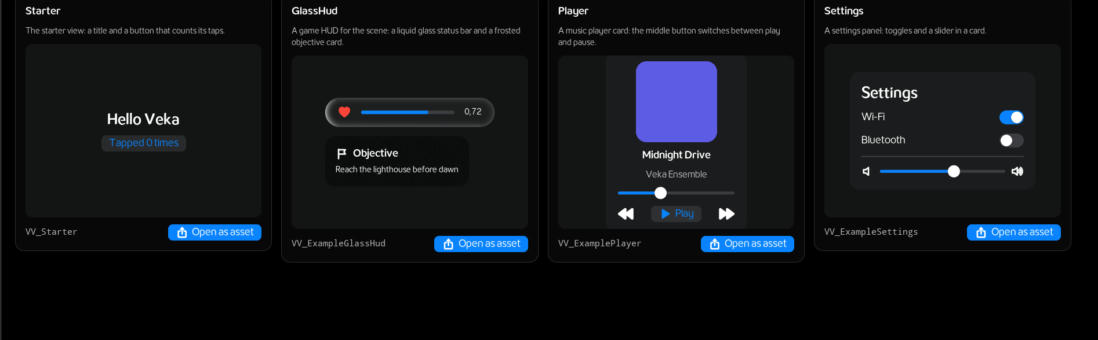 Starter
The starter view: a title and a button that counts its taps.
Hello Veka
Tapped 0 times
VV_Starter
Open as asset
GlassHud
A game HUD for the scene: a liquid glass status bar and a frosted
objective card.
0,72
Objective
Reach the lighthouse before dawn
VV_ExampleGlassHud
Open as asset
Player
A music player card: the middle button switches between play
and pause.
Midnight Drive
Veka Ensemble
Play
VV_ExamplePlayer
Open as asset
Settings
A settings panel: toggles and a slider in a card.
Settings
Wi-Fi
Bluetooth
VV_ExampleSettings
Open as asset